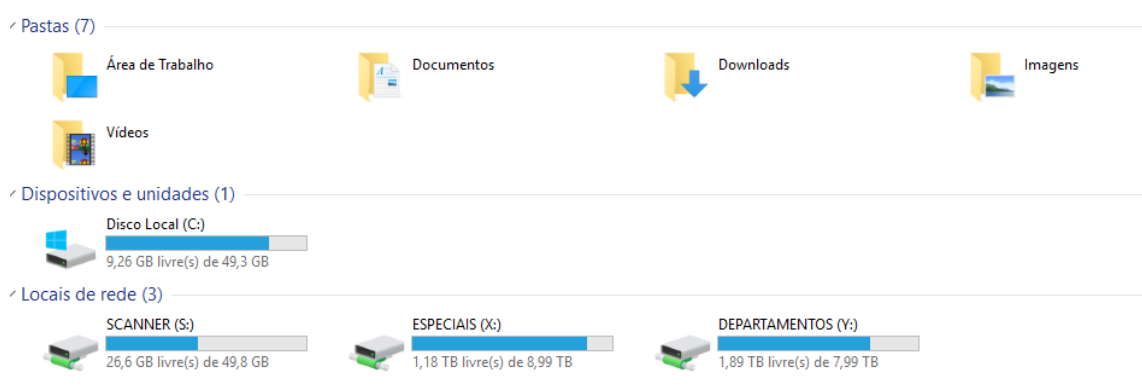 Pastas (7)
Área de Trabalho
Documentos
Downloads
Imagens
Vídeos
Dispositivos e unidades (1)
Disco Local (C:)
9,26 GB livre(s) de 49,3 GB
Locais de rede (3)
SCANNER (S:)
26,6 GB livre(s) de 49,8 GB
ESPECIAIS (X:)
1,18 TB livre(s) de 8,99 TB
DEPARTAMENTOS (Y:)
1,89 TB livre(s) de 7,99 TB